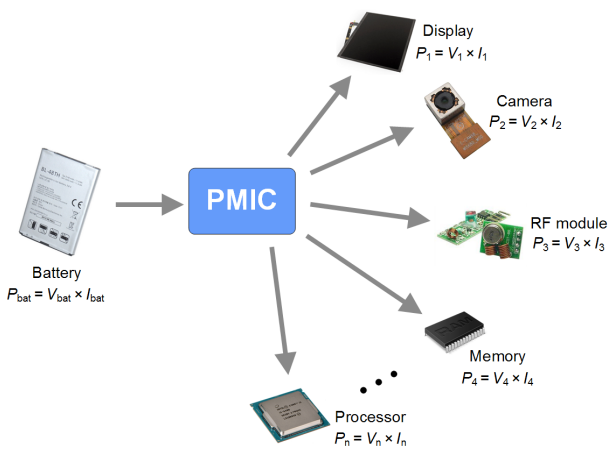 Display
P1 = V1 × I1
Camera
P2 = V2 × I2
PMIC
RF module
P3 = V3 × I3
Battery
Pbat = Vbat × Ibat
Memory
P4 = V4 × I4
Processor
Pn = Vn × In